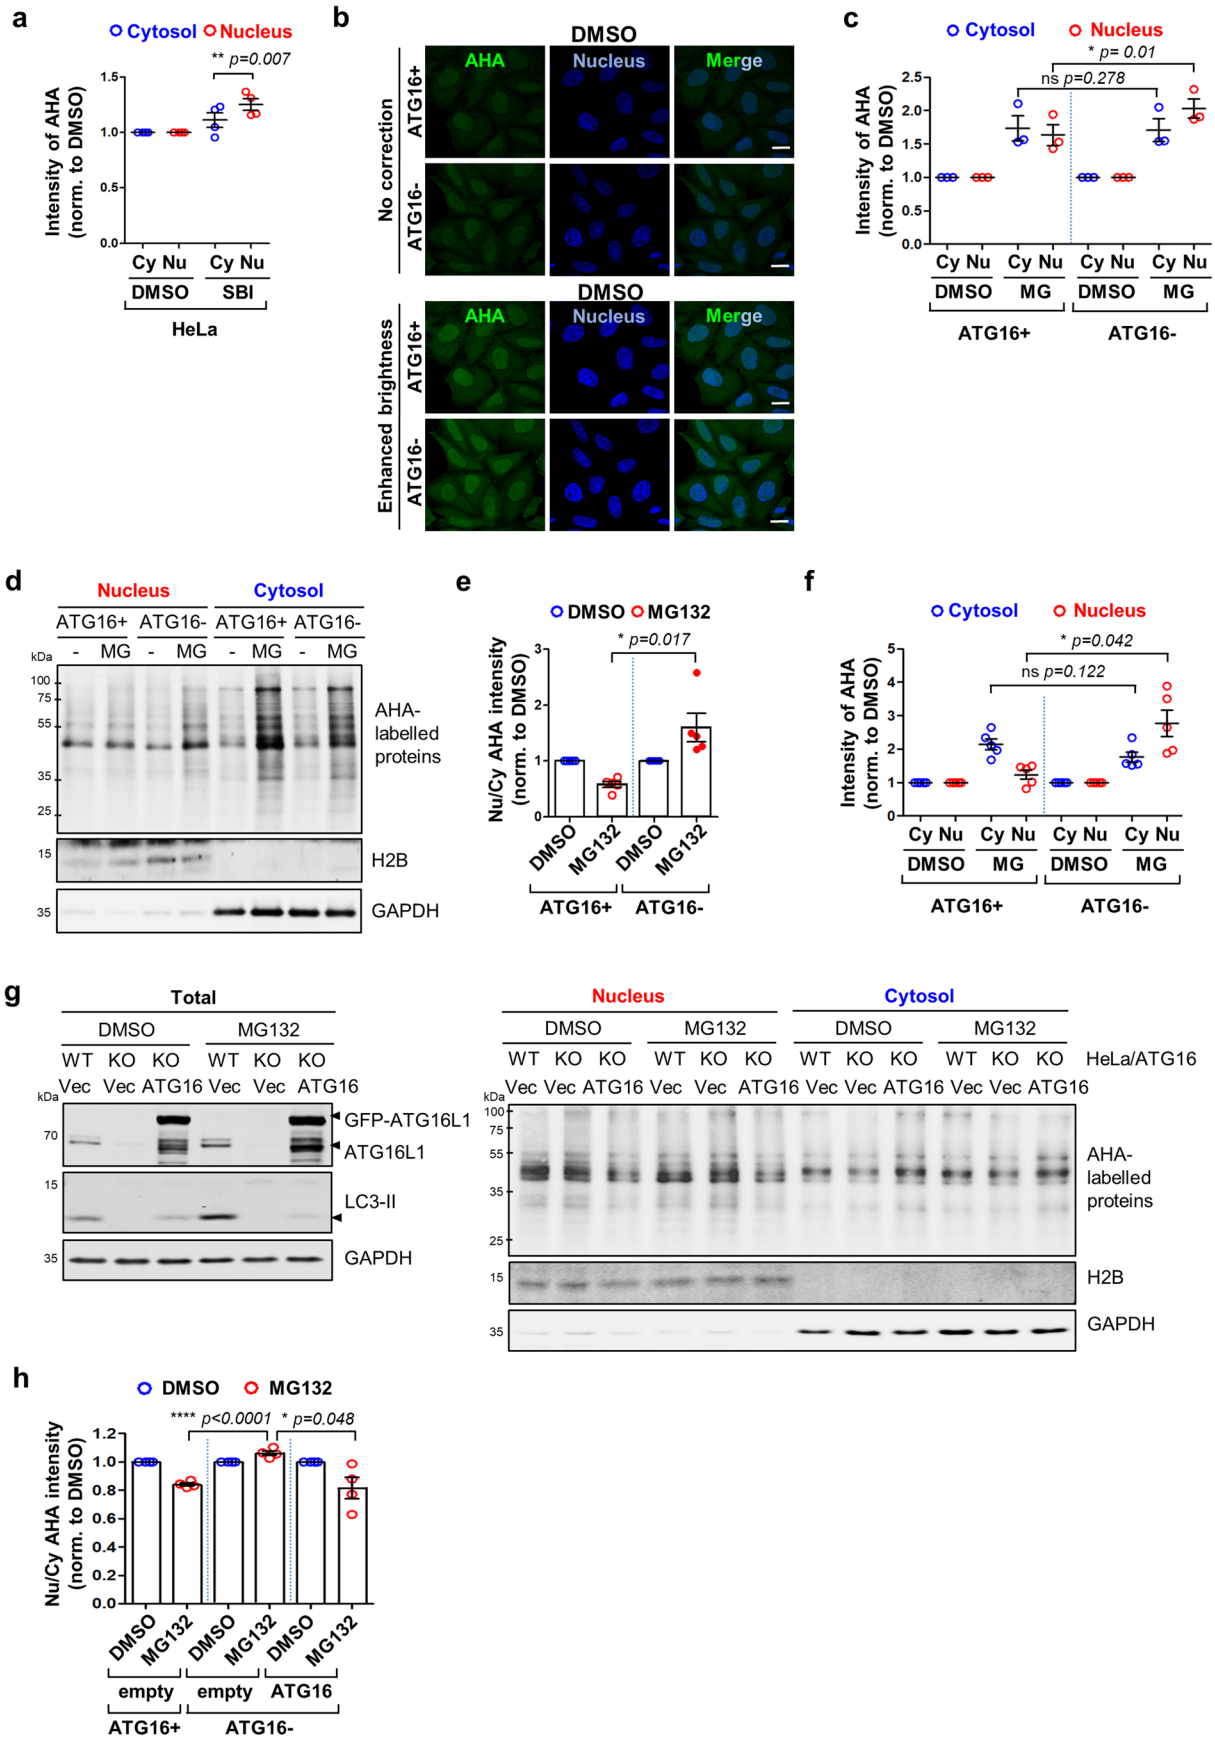 a
Cytosol Nucleus
** p=0.007
Intensity of AHA
(norm. to DMSO)
1.5
1.0
0.5
0.0
Cy Nu Cy Nu
DMSO SBI
HeLa
b
DMSO
No correction
ATG16+
AHA Nucleus Merge
ATG16-
DMSO
Enhanced brightness
ATG16+
AHA Nucleus Merge
ATG16-
c
Cytosol Nucleus
* p= 0.01
ns p=0.278
Intensity of AHA
(norm. to DMSO)
2.5
2.0
1.5
1.0
0.5
0.0
Cy Nu Cy Nu Cy Nu Cy Nu
DMSO MG DMSO MG
ATG16+ ATG16-
d
Nucleus Cytosol
ATG16+ ATG16- ATG16+ ATG16-
- MG - MG - MG - MG
kDa
100
75
55
35
25
AHA-
labelled
proteins
15
H2B
35
GAPDH
e
DMSO MG132
* p=0.017
Nu/Cy AHA intensity
(norm. to DMSO)
3
2
1
0
DMSO MG132 DMSO MG132
ATG16+ ATG16-
f
Cytosol Nucleus
* p=0.042
ns p=0.122
Intensity of AHA
(norm. to DMSO)
5
4
3
2
1
0
Cy Nu Cy Nu Cy Nu Cy Nu
DMSO MG DMSO MG
ATG16+ ATG16-
g
Total
DMSO MG132
WT KO KO WT KO KO
Vec Vec ATG16 Vec Vec ATG16
kDa
70
GFP-ATG16L1
ATG16L1
15
LC3-II
35
GAPDH
Nucleus Cytosol
DMSO MG132 DMSO MG132
WT KO KO WT KO KO WT KO KO WT KO KO HeLa/ATG16
Vec Vec ATG16 Vec Vec ATG16 Vec Vec ATG16 Vec Vec ATG16
kDa
100
75
55
35
25
AHA-
labelled
proteins
15
H2B
35
GAPDH
h
DMSO MG132
**** p<0.0001 * p=0.048
Nu/Cy AHA intensity
(norm. to DMSO)
1.2
1.0
0.8
0.6
0.4
0.2
0.0
DMSO MG132 DMSO MG132 DMSO MG132
empty empty ATG16
ATG16+ ATG16-